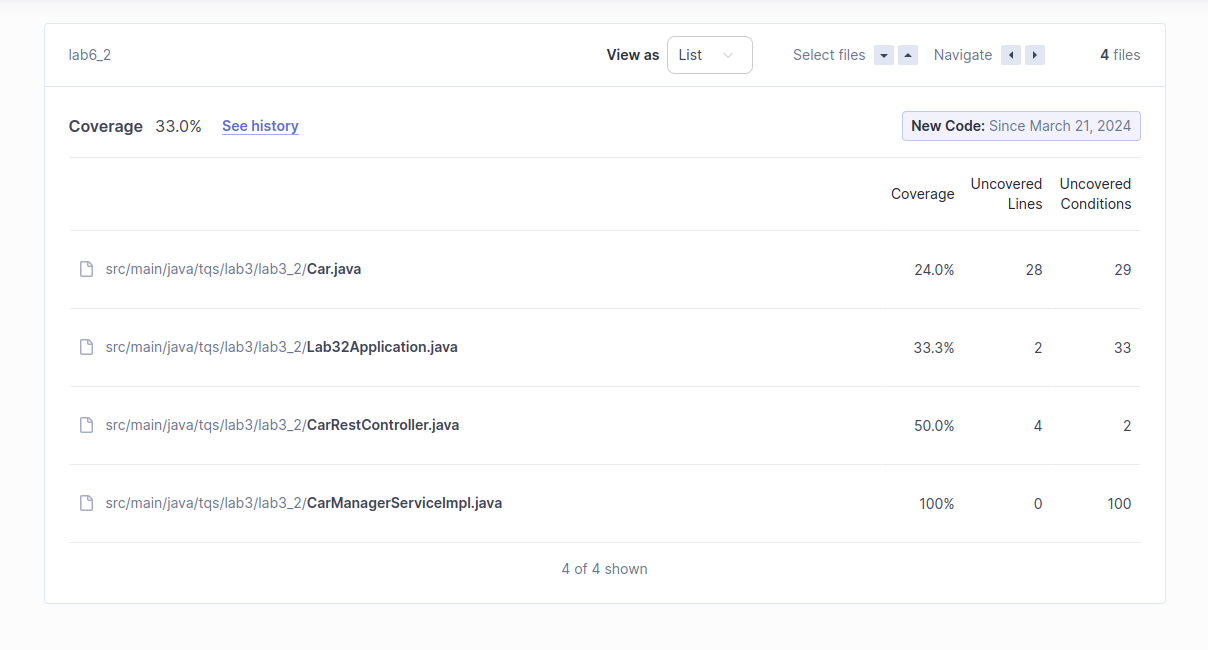 lab6_2 View as List Select files Navigate 4 files
Coverage 33.0% See history New Code: Since March 21, 2024
Coverage Uncovered Lines Uncovered Conditions
src/main/java/tqs/lab3/lab3_2/Car.java 24.0% 28 29
src/main/java/tqs/lab3/lab3_2/Lab32Application.java 33.3% 2 33
src/main/java/tqs/lab3/lab3_2/CarRestController.java 50.0% 4 2
src/main/java/tqs/lab3/lab3_2/CarManagerServiceImpl.java 100% 0 100
4 of 4 shown